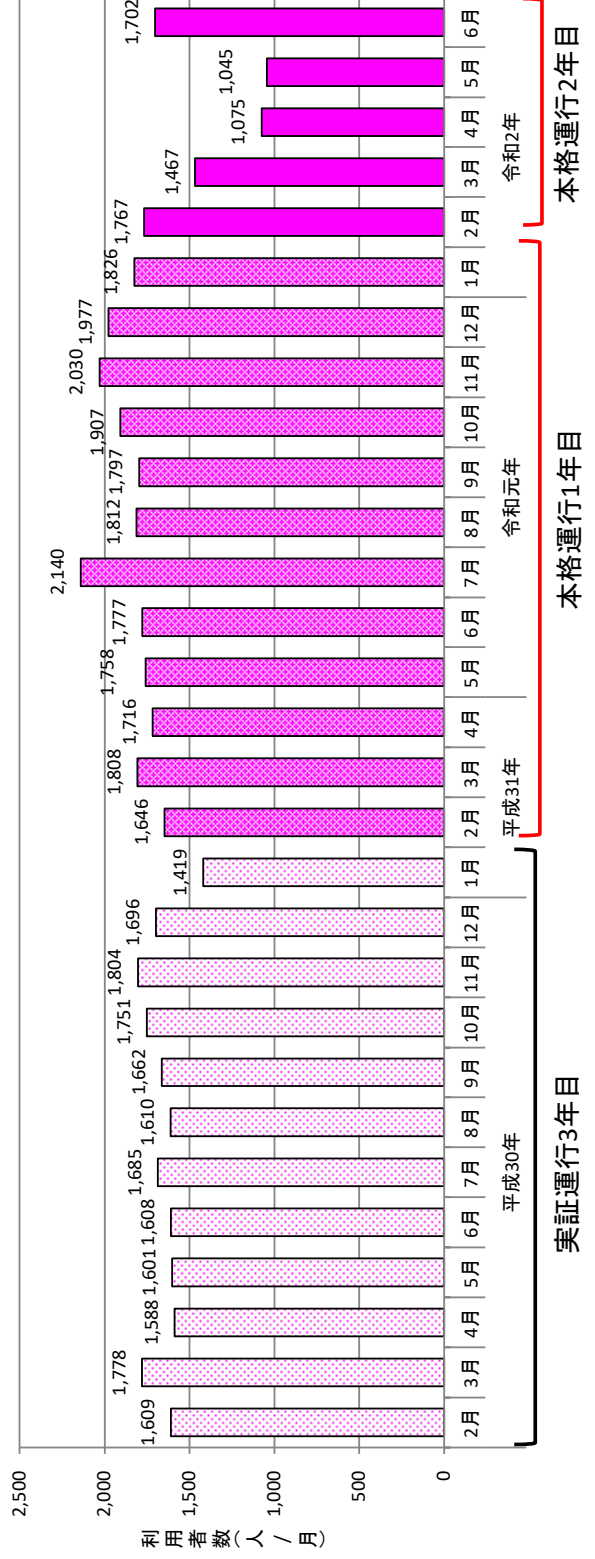 利用者数(人/月)
2,500
2,000
1,500
1,000
500
0
1,609 1,778 1,588 1,601 1,608 1,685 1,610 1,662 1,751 1,804 1,696 1,419 1,646 1,808 1,716 1,758 1,777 2,140 1,812 1,797 1,907 2,030 1,977 1,826 1,767 1,467 1,075 1,045 1,702
2月 3月 4月 5月 6月 7月 8月 9月 10月 11月 12月 1月 2月 3月 4月 5月 6月 7月 8月 9月 10月 11月 12月 1月 2月 3月 4月 5月 6月
平成30年 平成31年 令和元年 令和2年
実証運行3年目 本格運行1年目 本格運行2年目